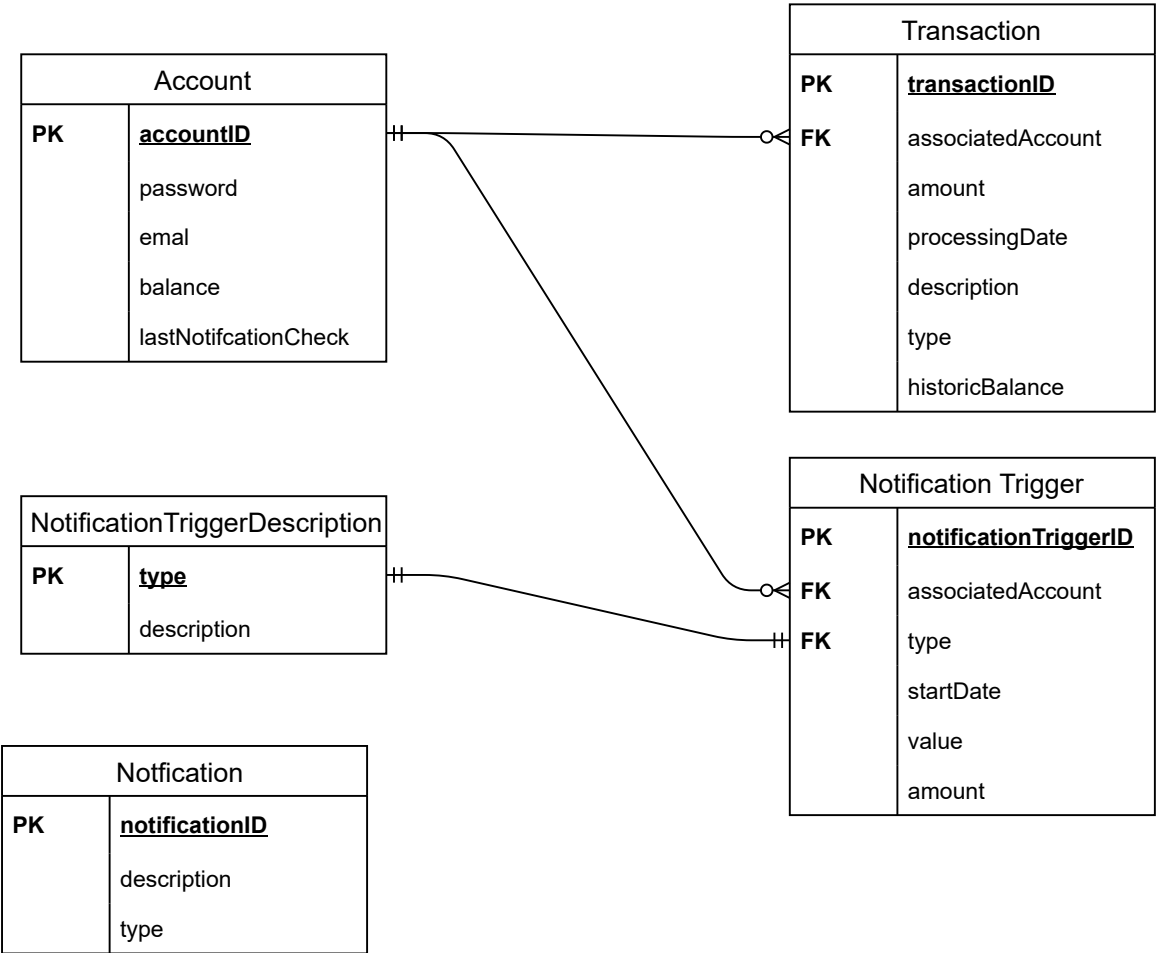 Account
PK accountID
password
emal
balance
lastNotifcationCheck
Transaction
PK transactionID
FK associatedAccount
amount
processingDate
description
type
historicBalance
NotificationTriggerDescription
PK type
description
Notification Trigger
PK notificationTriggerID
FK associatedAccount
FK type
startDate
value
amount
Notfication
PK notificationID
description
type